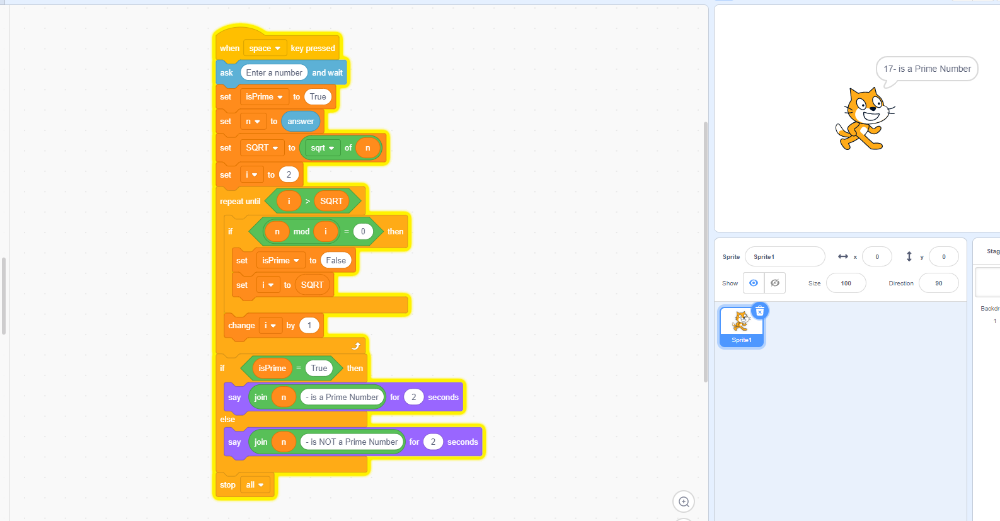 when space key pressed
ask Enter a number and wait
set isPrime to True
set n to answer
set SQRT to sqrt of n
set i to 2
repeat until i > SQRT
if n mod i = 0 then
set isPrime to False
set i to SQRT
change i by 1
if isPrime = True then
say join n - is a Prime Number for 2 seconds
else
say join n - is NOT a Prime Number for 2 seconds
stop all
17- is a Prime Number
Sprite Sprite1 x 0 y 0
Show Size 100 Direction 90
Sprite1
Stag
Backdr
1